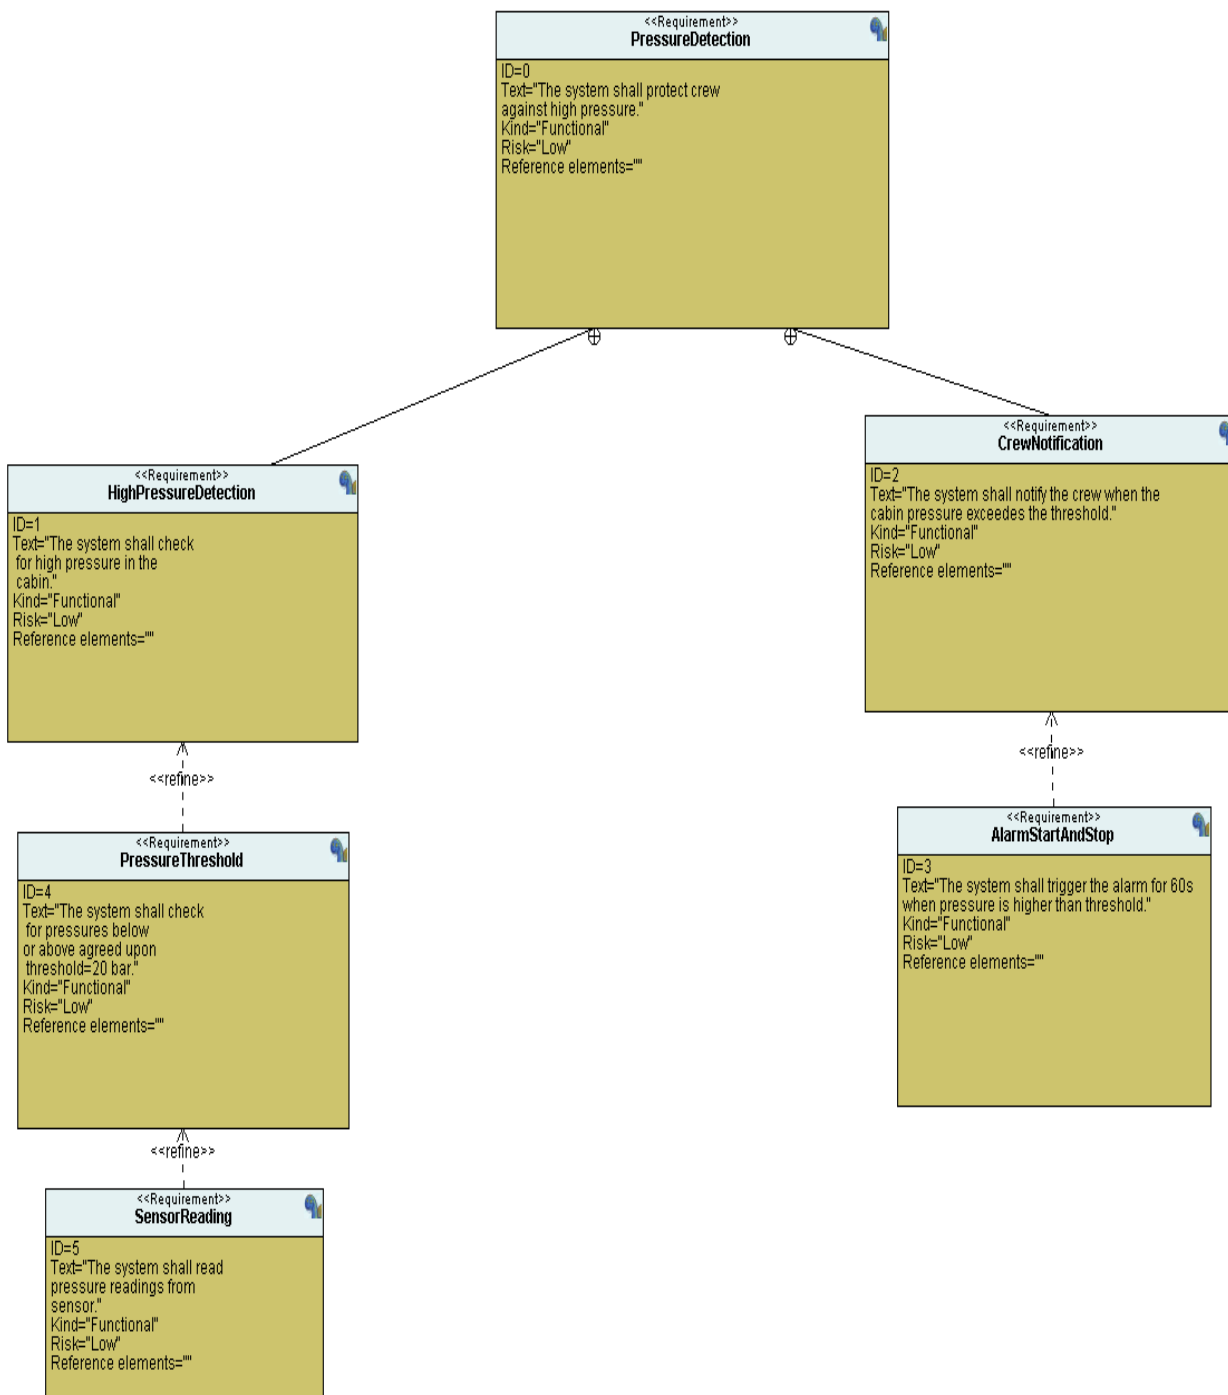 <<Requirement>>
PressureDetection
ID=0
Text="The system shall protect crew
against high pressure."
Kind="Functional"
Risk="Low"
Reference elements=""
<<Requirement>>
HighPressureDetection
ID=1
Text="The system shall check
for high pressure in the
cabin."
Kind="Functional"
Risk="Low"
Reference elements=""
<<Requirement>>
CrewNotification
ID=2
Text="The system shall notify the crew when the
cabin pressure exceedes the threshold."
Kind="Functional"
Risk="Low"
Reference elements=""
<<refine>>
<<refine>>
<<Requirement>>
PressureThreshold
ID=4
Text="The system shall check
for pressures below
or above agreed upon
threshold=20 bar."
Kind="Functional"
Risk="Low"
Reference elements=""
<<Requirement>>
AlarmStartAndStop
ID=3
Text="The system shall trigger the alarm for 60s
when pressure is higher than threshold."
Kind="Functional"
Risk="Low"
Reference elements=""
<<refine>>
<<Requirement>>
SensorReading
ID=5
Text="The system shall read
pressure readings from
sensor."
Kind="Functional"
Risk="Low"
Reference elements=""